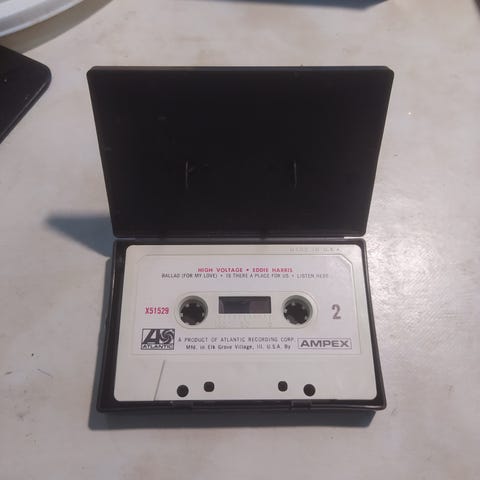 MADE IN U.S.A.
HIGH VOLTAGE • EDDIE HARRIS
BALLAD (FOR MY LOVE) • IS THERE A PLACE FOR US • LISTEN HERE
X51529
2
ATLANTIC
A PRODUCT OF ATLANTIC RECORDING CORP.
Mfd. in Elk Grove Village, Ill. U.S.A. By
AMPEX